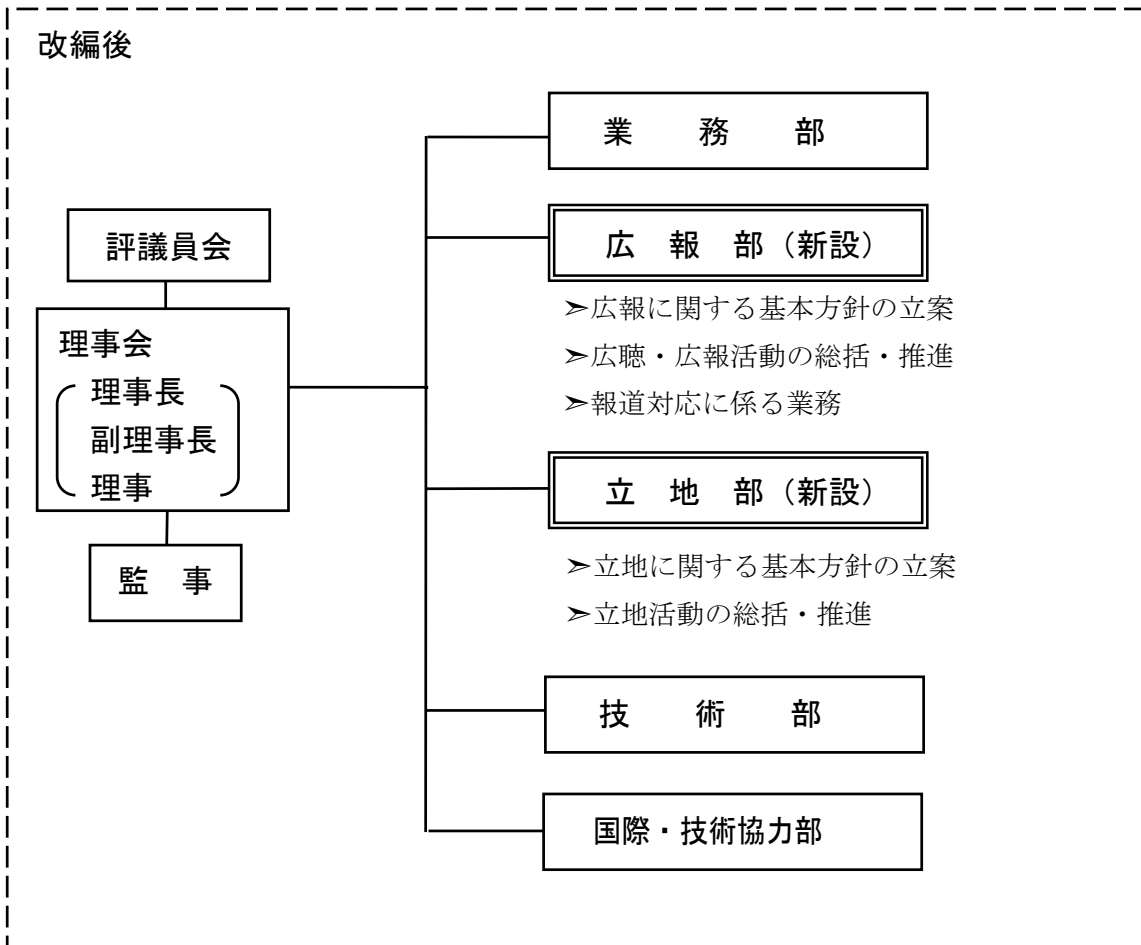 改編後
評議員会
理事会
理事長
副理事長
理事
監　事
業　務　部
広　報　部（新設）
➣広報に関する基本方針の立案
➣広聴・広報活動の総括・推進
➣報道対応に係る業務
立　地　部（新設）
➣立地に関する基本方針の立案
➣立地活動の総括・推進
技　術　部
国際・技術協力部